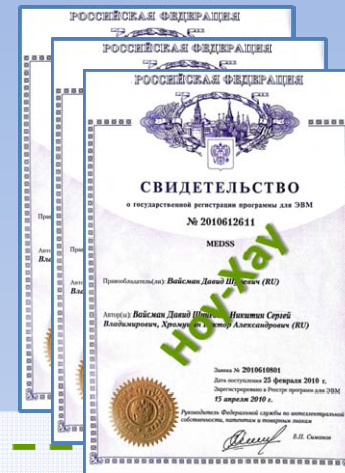 РОССИЙСКАЯ ФЕДЕРАЦИЯ
РОССИЙСКАЯ ФЕДЕРАЦИЯ
РОССИЙСКАЯ ФЕДЕРАЦИЯ
СВИДЕТЕЛЬСТВО
о государственной регистрации программы для ЭВМ
№ 2010612611
MEDSS
Правообладатель(ли): Вайсман Давид (RU)
Автор(ы): Вайсман Давид Никитин Сергей
Владимирович, Александрович (RU)
Ноу-Хау
Заявка № 2010610801
Дата поступления 25 февраля 2010 г.
Зарегистрировано в Реестре программ для ЭВМ
15 апреля 2010 г.
Руководитель Федеральной службы по интеллектуальной
собственности, патентам и товарным знакам
Б.П. Симонов